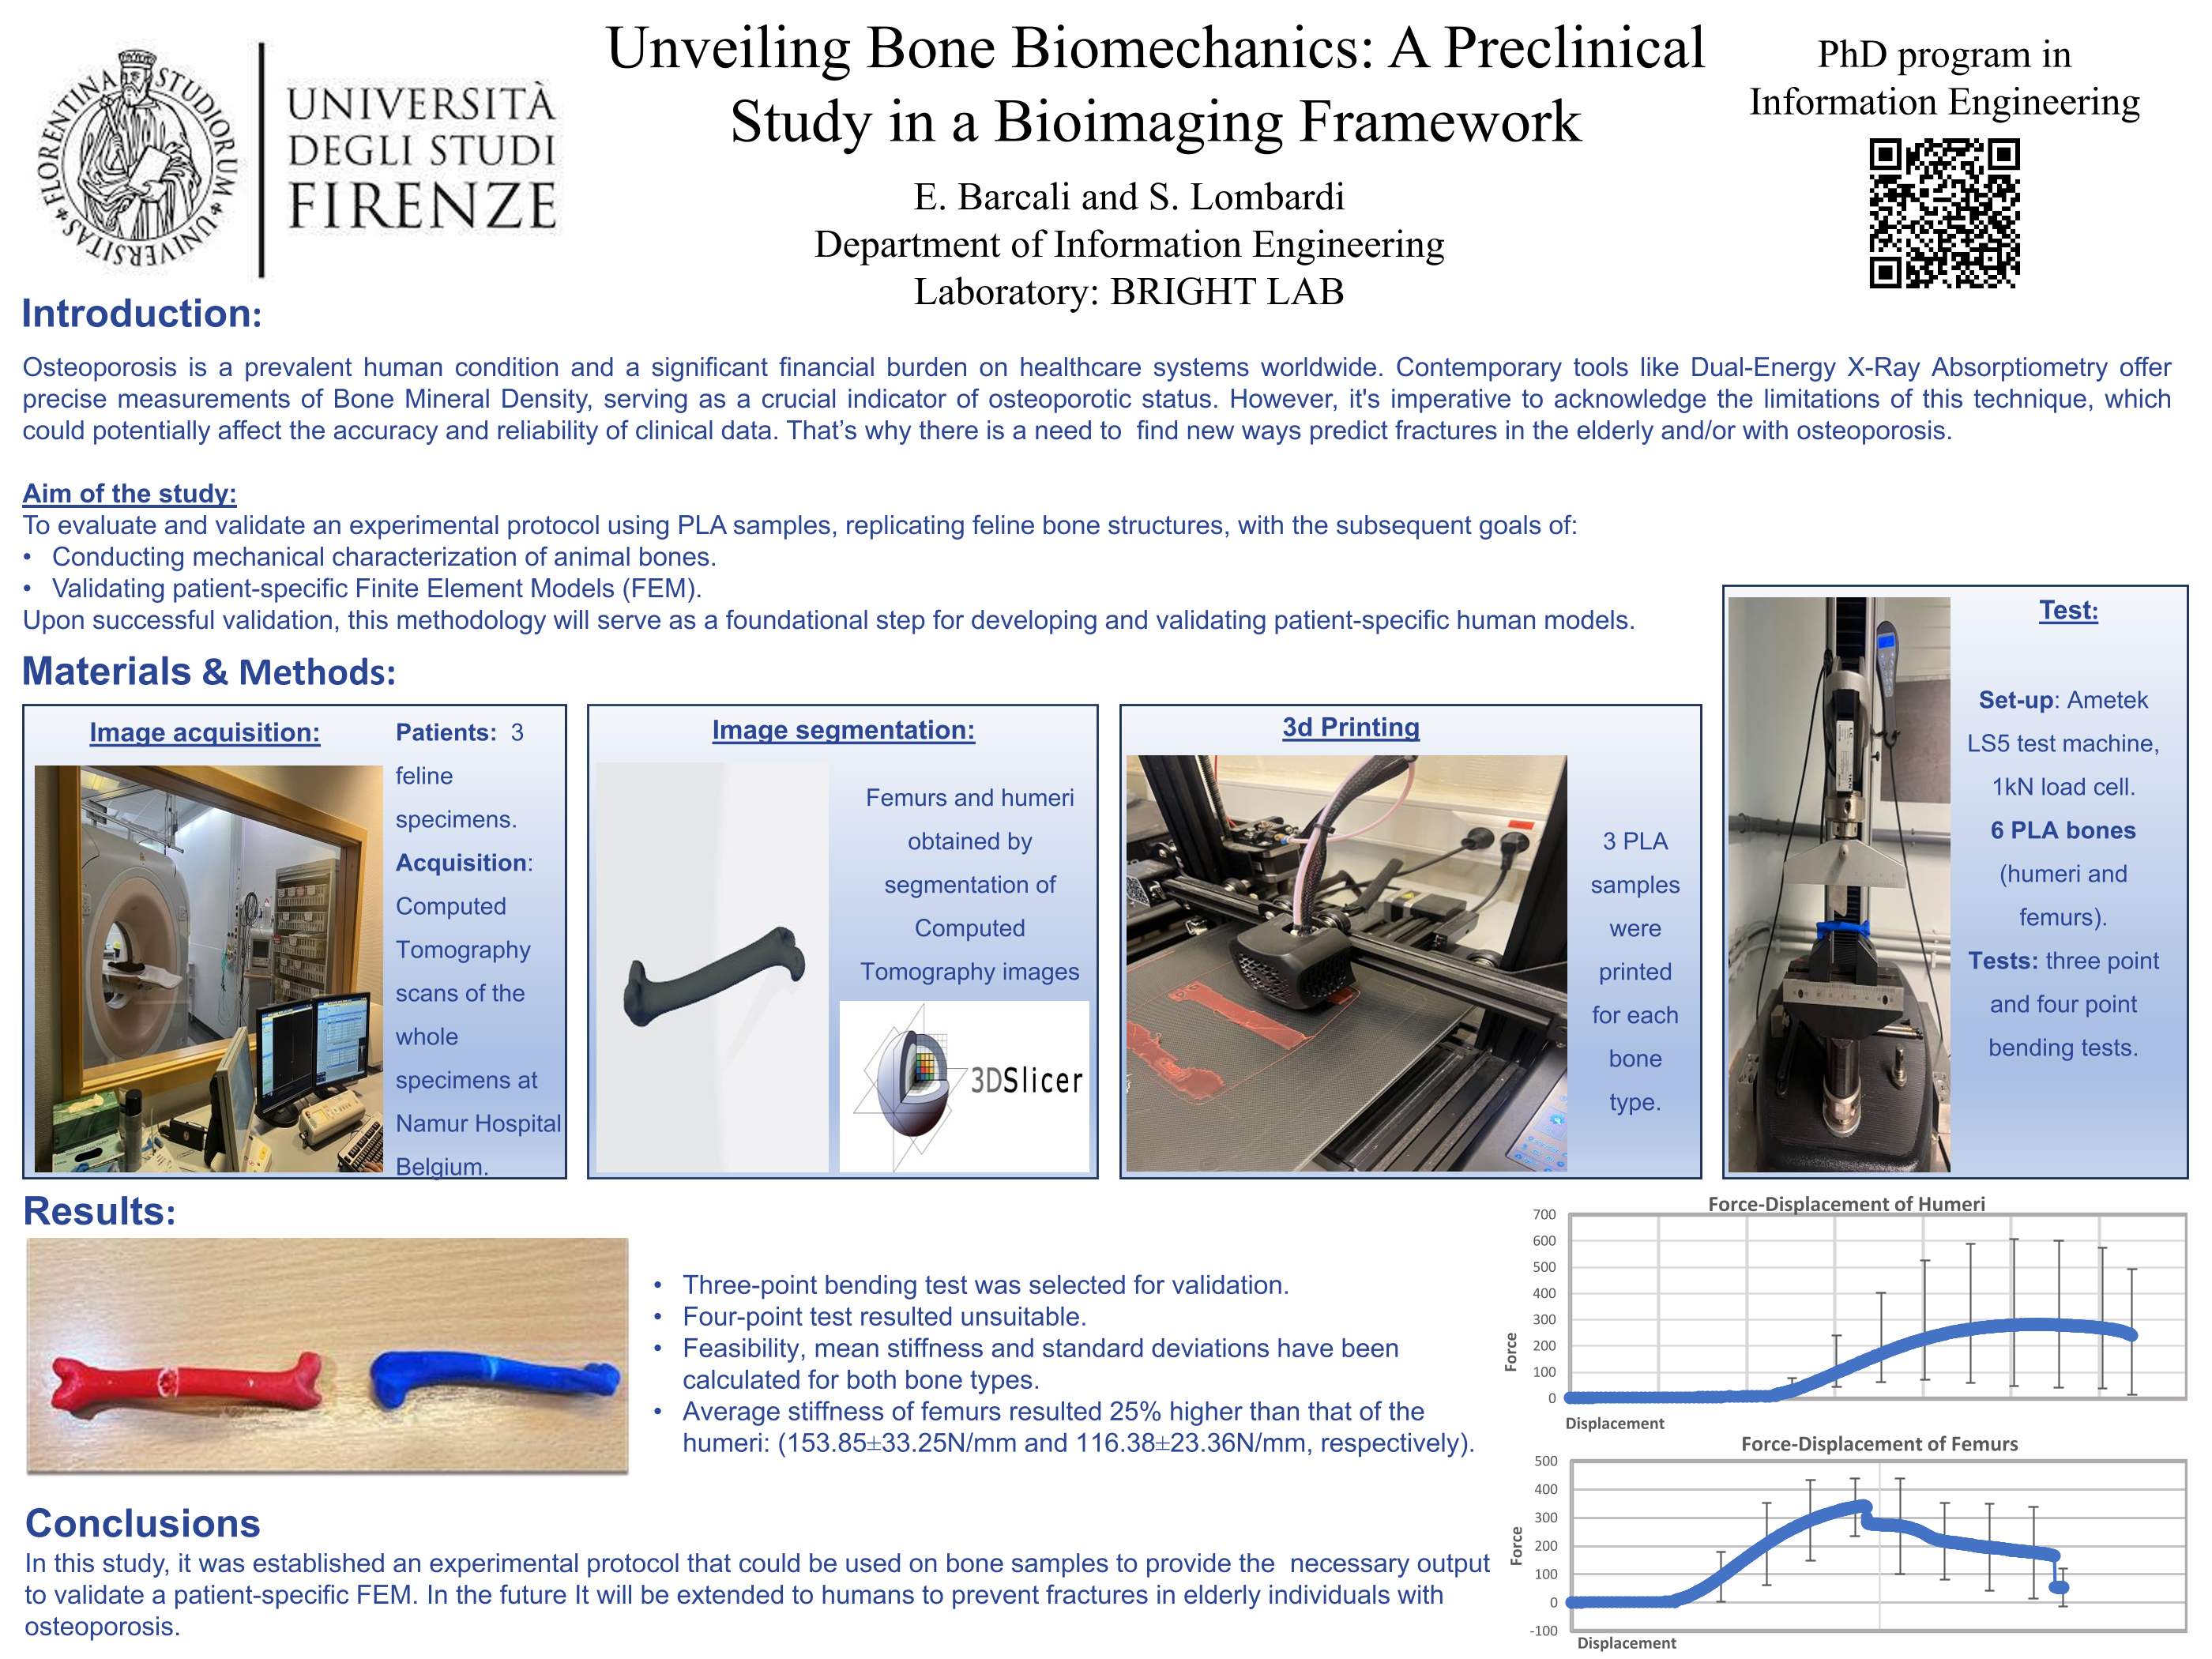 FLORENTINA STUDIORUM UNIVERSITAS
UNIVERSITÀ
DEGLI STUDI
FIRENZE
Unveiling Bone Biomechanics: A Preclinical
Study in a Bioimaging Framework
E. Barcali and S. Lombardi
Department of Information Engineering
Laboratory: BRIGHT LAB
PhD program in
Information Engineering
Introduction:
Osteoporosis is a prevalent human condition and a significant financial burden on healthcare systems worldwide. Contemporary tools like Dual-Energy X-Ray Absorptiometry offer
precise measurements of Bone Mineral Density, serving as a crucial indicator of osteoporotic status. However, it's imperative to acknowledge the limitations of this technique, which
could potentially affect the accuracy and reliability of clinical data. That’s why there is a need to find new ways predict fractures in the elderly and/or with osteoporosis.
Aim of the study:
To evaluate and validate an experimental protocol using PLA samples, replicating feline bone structures, with the subsequent goals of:
• Conducting mechanical characterization of animal bones.
• Validating patient-specific Finite Element Models (FEM).
Upon successful validation, this methodology will serve as a foundational step for developing and validating patient-specific human models.
Materials & Methods:
Image acquisition:
Patients: 3
feline
specimens.
Acquisition:
Computed
Tomography
scans of the
whole
specimens at
Namur Hospital
Belgium.
Image segmentation:
Femurs and humeri
obtained by
segmentation of
Computed
Tomography images
3DSlicer
3d Printing
3 PLA
samples
were
printed
for each
bone
type.
Test:
Set-up: Ametek
LS5 test machine,
1kN load cell.
6 PLA bones
(humeri and
femurs).
Tests: three point
and four point
bending tests.
Results:
• Three-point bending test was selected for validation.
• Four-point test resulted unsuitable.
• Feasibility, mean stiffness and standard deviations have been
calculated for both bone types.
• Average stiffness of femurs resulted 25% higher than that of the
humeri: (153.85±33.25N/mm and 116.38±23.36N/mm, respectively).
Force-Displacement of Humeri
700
600
500
400
300
200
100
0
Force
Displacement
Force-Displacement of Femurs
500
400
300
200
100
0
-100
Force
Displacement
Conclusions
In this study, it was established an experimental protocol that could be used on bone samples to provide the necessary output
to validate a patient-specific FEM. In the future It will be extended to humans to prevent fractures in elderly individuals with
osteoporosis.